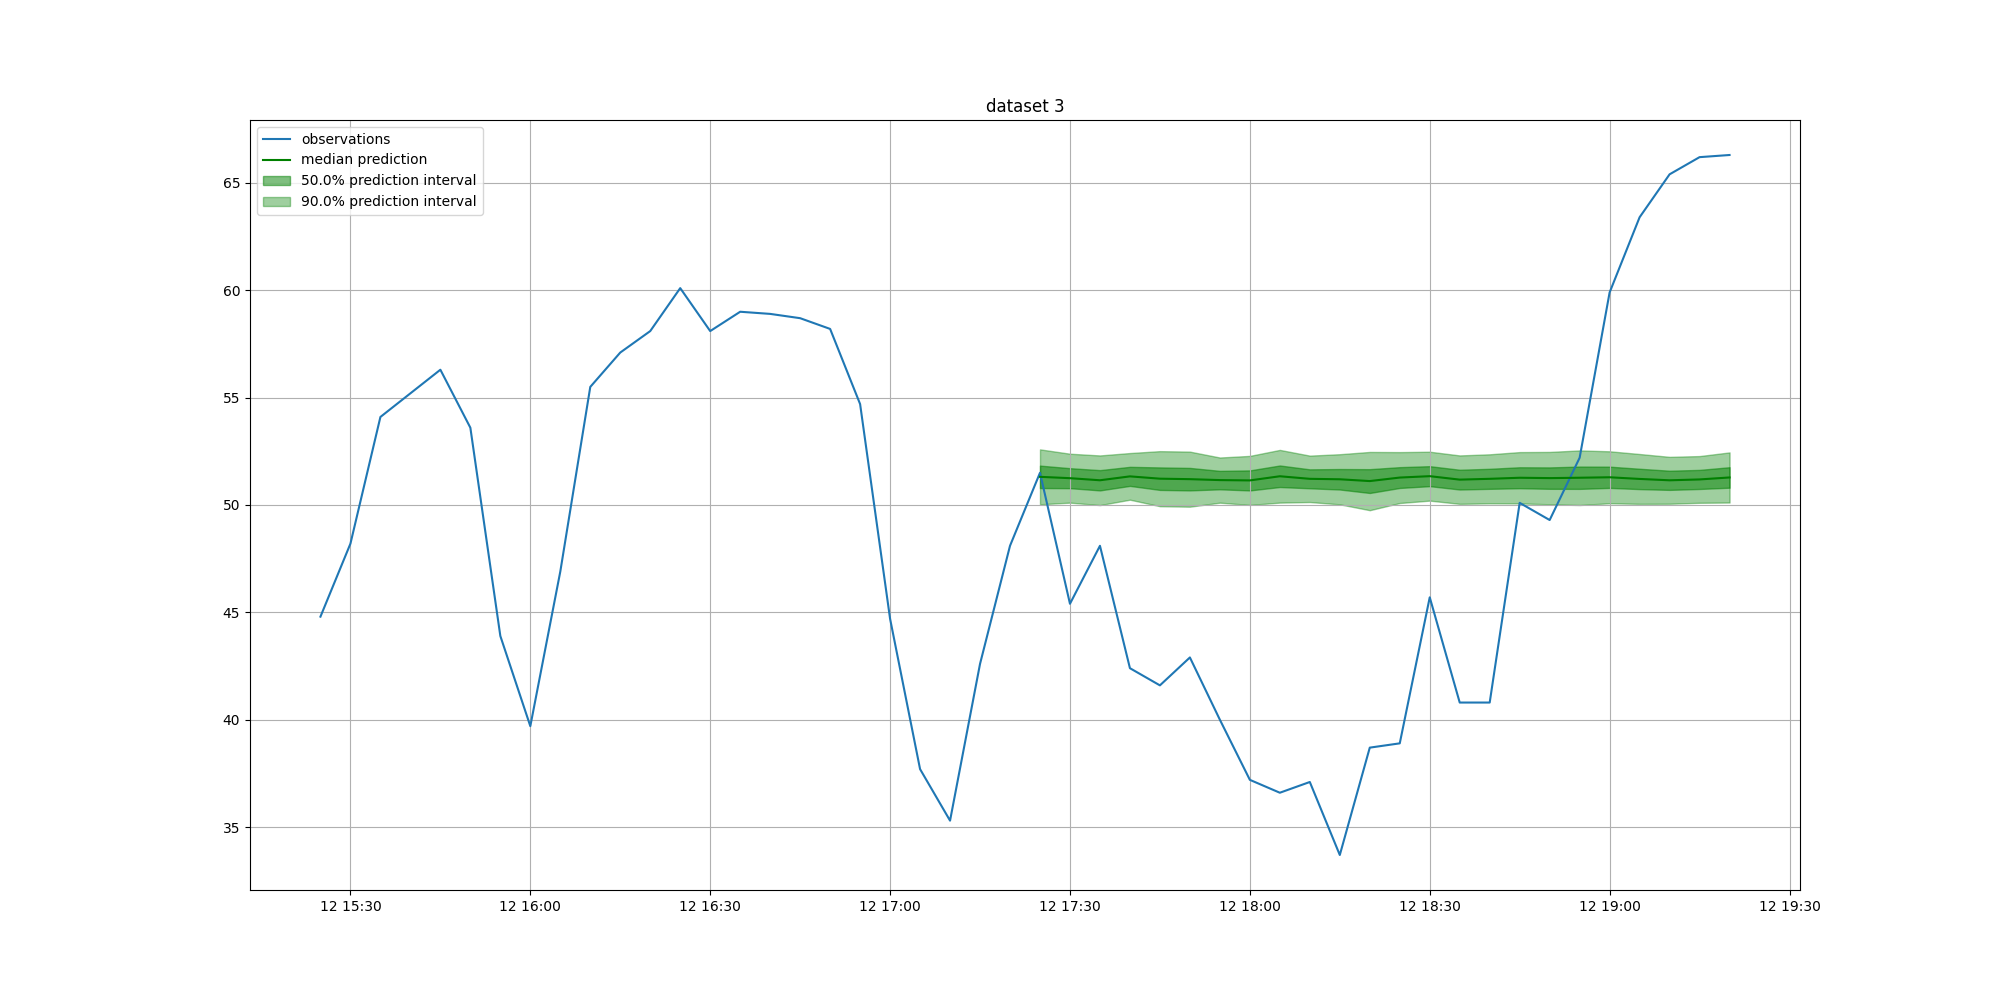 dataset 3
observations
median prediction
50.0% prediction interval
90.0% prediction interval
65
60
55
50
45
40
35
12 15:30 12 16:00 12 16:30 12 17:00 12 17:30 12 18:00 12 18:30 12 19:00 12 19:30